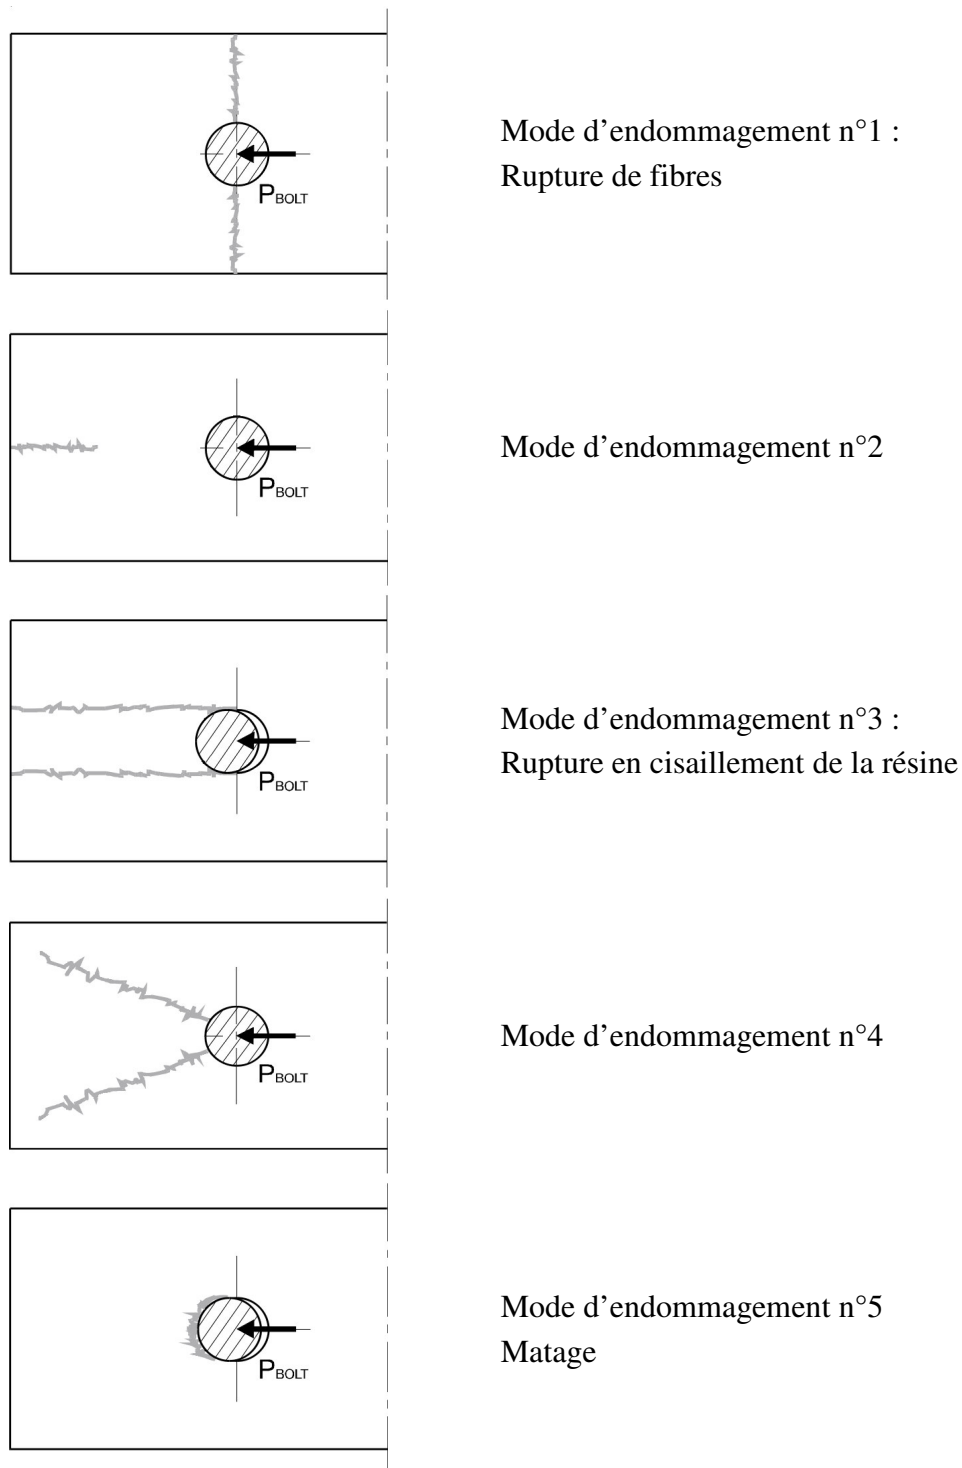 Mode d'endommagement n°1 :
Rupture de fibres
PBOLT
Mode d'endommagement n°2
PBOLT
Mode d'endommagement n°3 :
Rupture en cisaillement de la résine
PBOLT
Mode d'endommagement n°4
PBOLT
Mode d'endommagement n°5
Matage
PBOLT